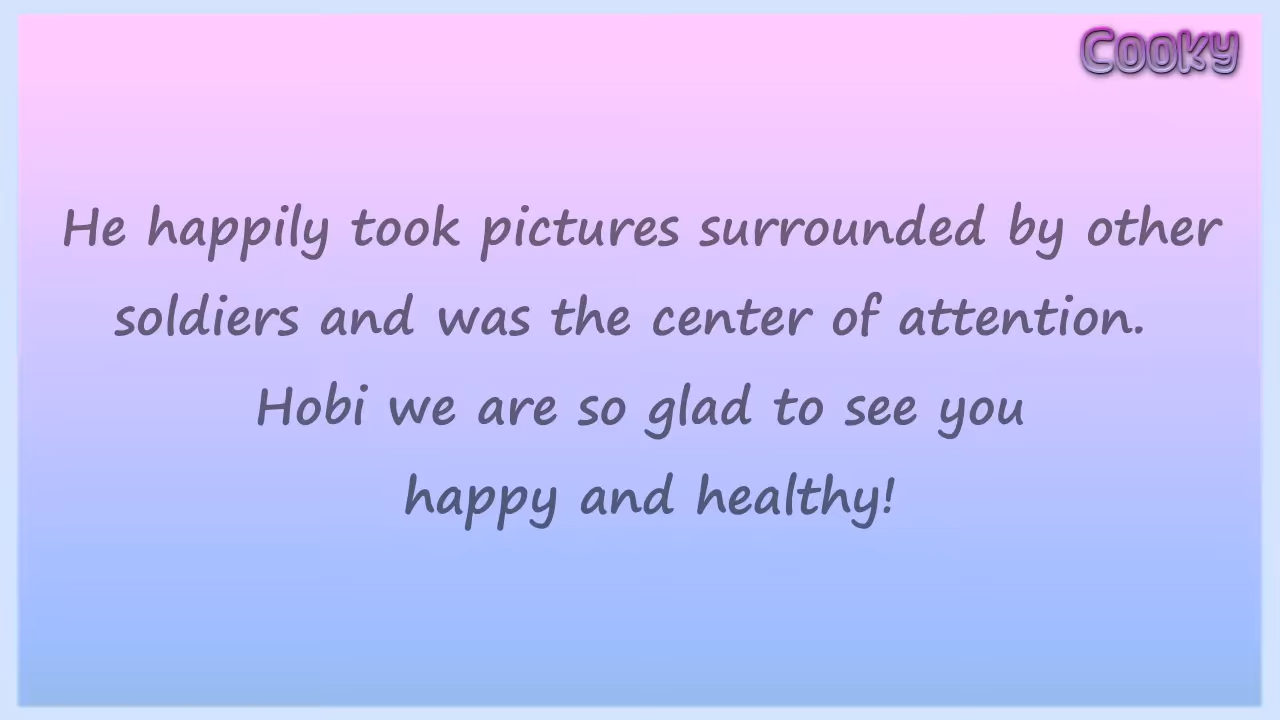 Cooky
He happily took pictures surrounded by other
soldiers and was the center of attention.
Hobi we are so glad to see you
happy and healthy!